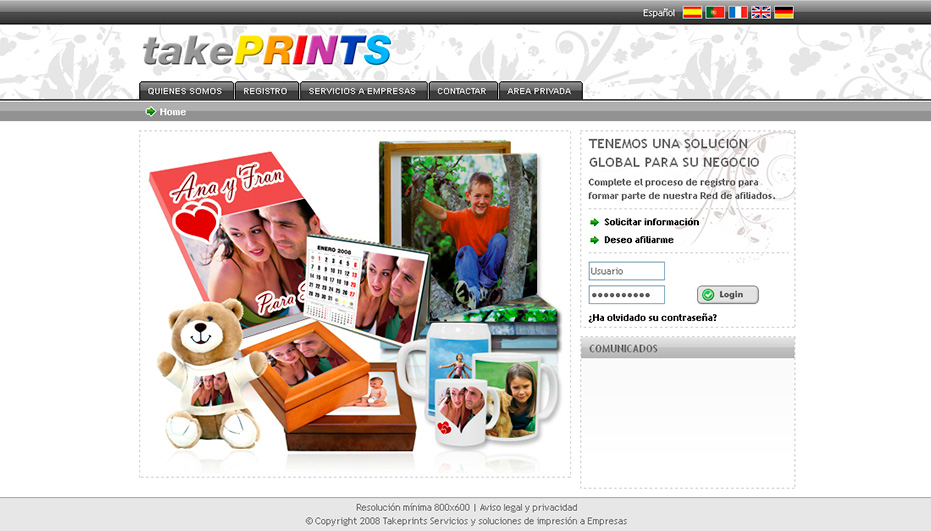 Español
takePRINTS
QUIENES SOMOS
REGISTRO
SERVICIOS A EMPRESAS
CONTACTAR
AREA PRIVADA
Home
Ana y Fran
Para
ENERO 2008
TENEMOS UNA SOLUCIÓN
GLOBAL PARA SU NEGOCIO
Complete el proceso de registro para
formar parte de nuestra Red de afiliados.
Solicitar información
Deseo afiliarme
Usuario
Login
¿Ha olvidado su contraseña?
COMUNICADOS
Resolución mínima 800x600 | Aviso legal y privacidad
© Copyright 2008 Takeprints Servicios y soluciones de impresión a Empresas